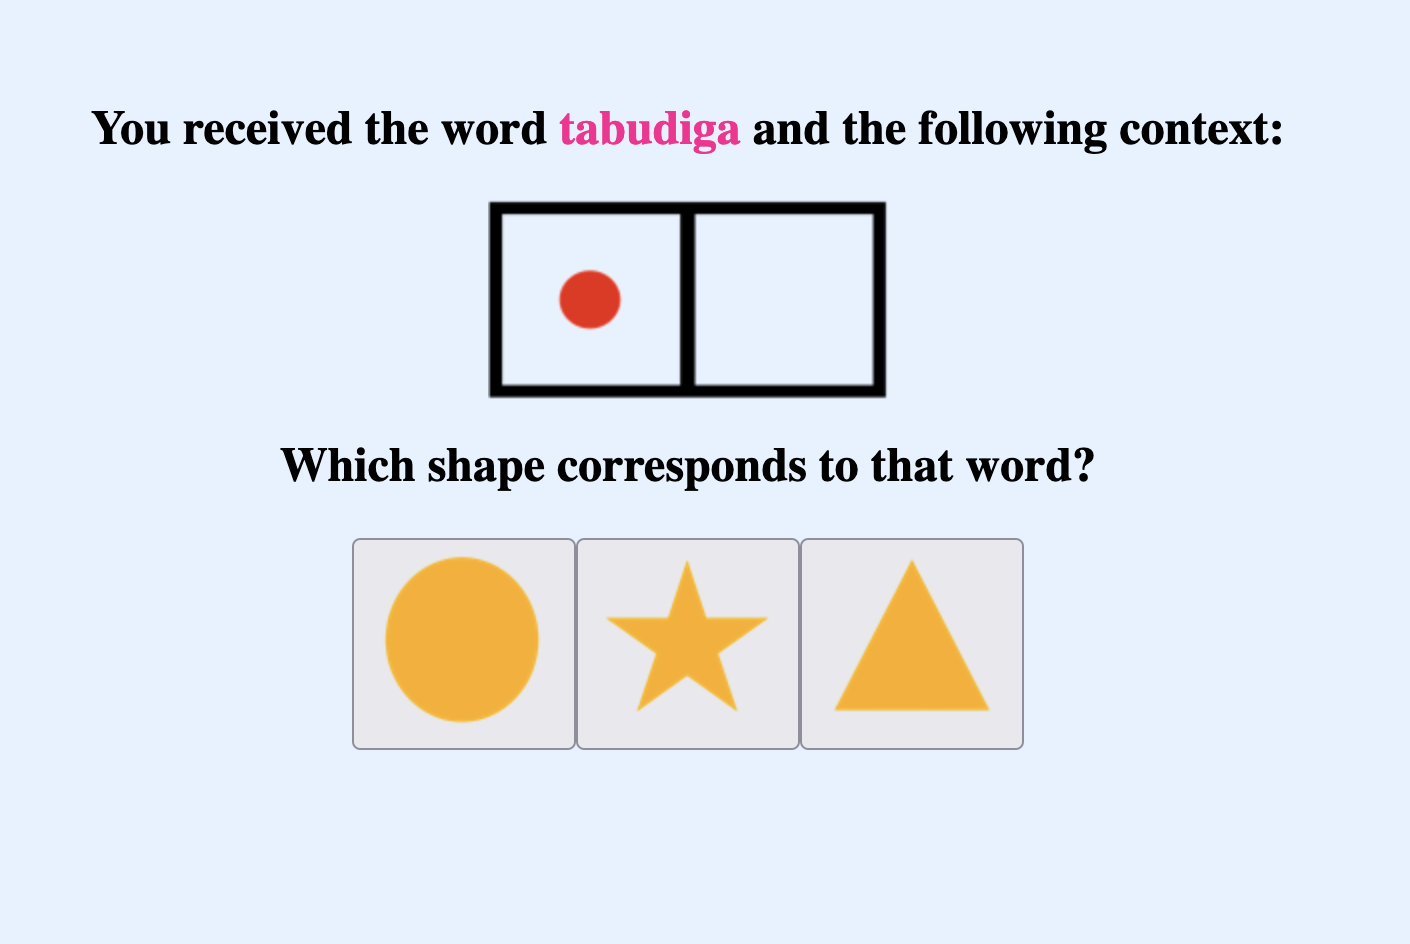 You received the word tabudiga and the following context:
Which shape corresponds to that word?